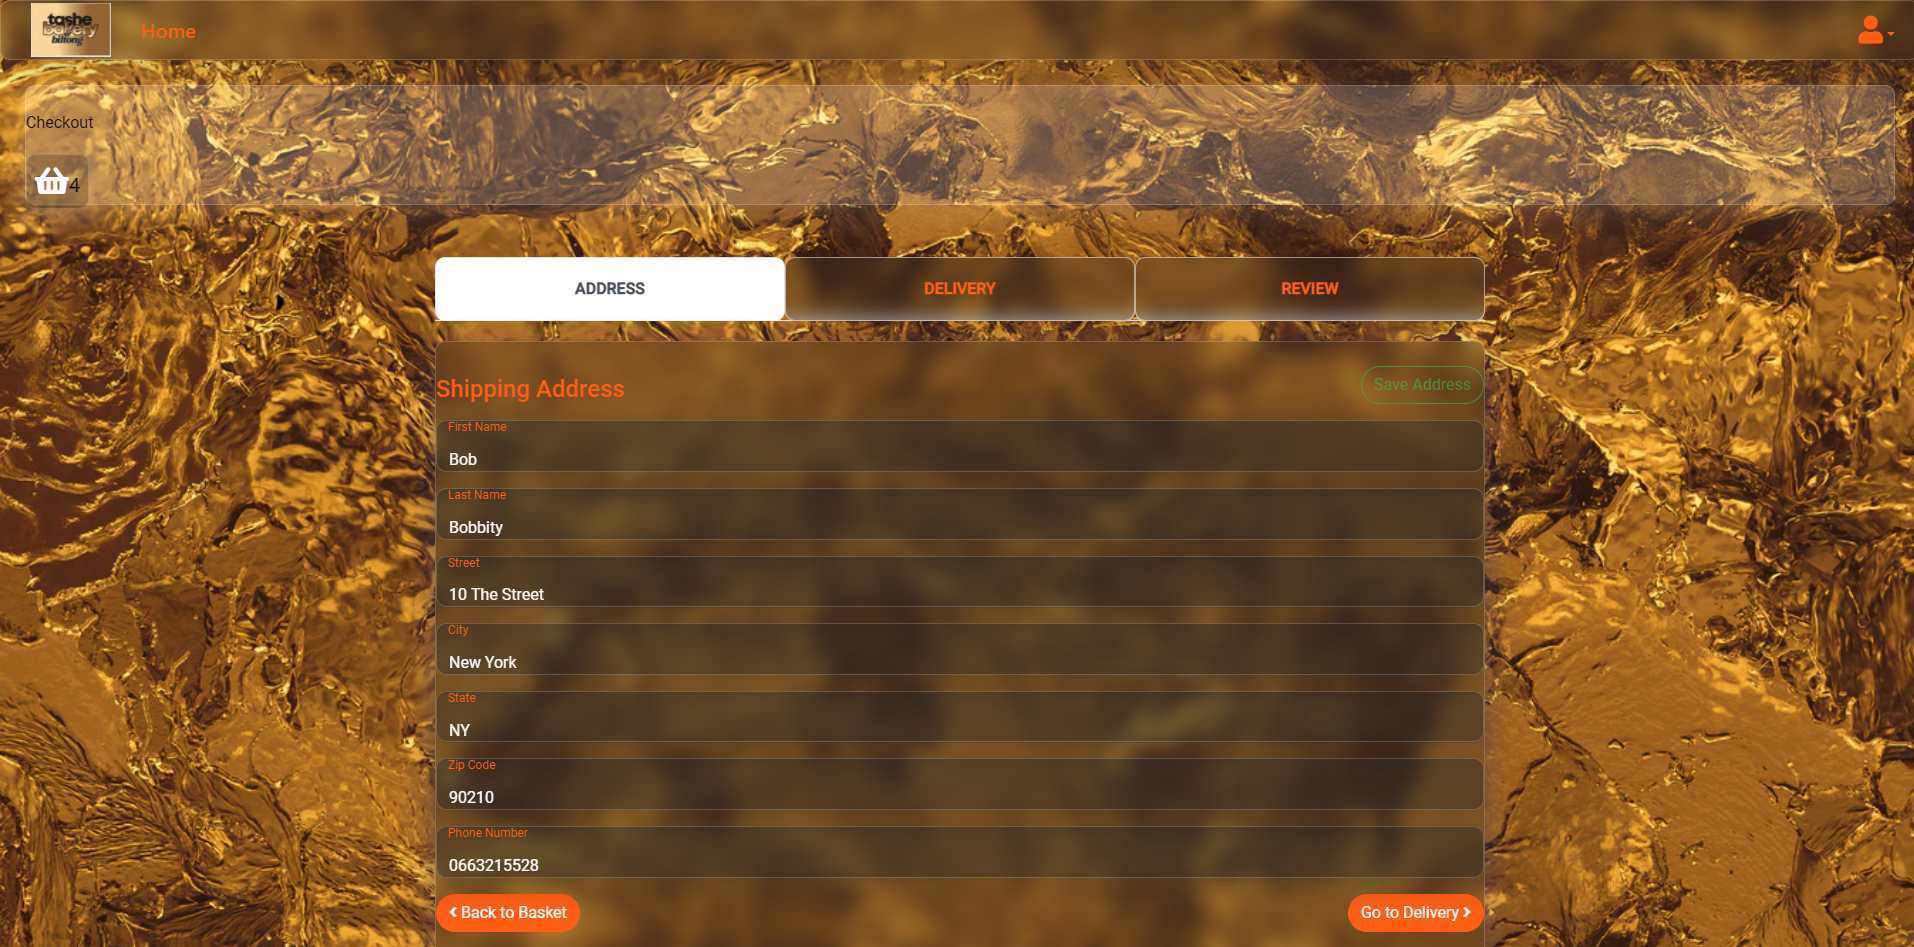 tashe
bakery
biltong
Home
Checkout
4
ADDRESS
DELIVERY
REVIEW
Shipping Address
Save Address
First Name
Bob
Last Name
Bobbity
Street
10 The Street
City
New York
State
NY
Zip Code
90210
Phone Number
0663215528
Back to Basket
Go to Delivery